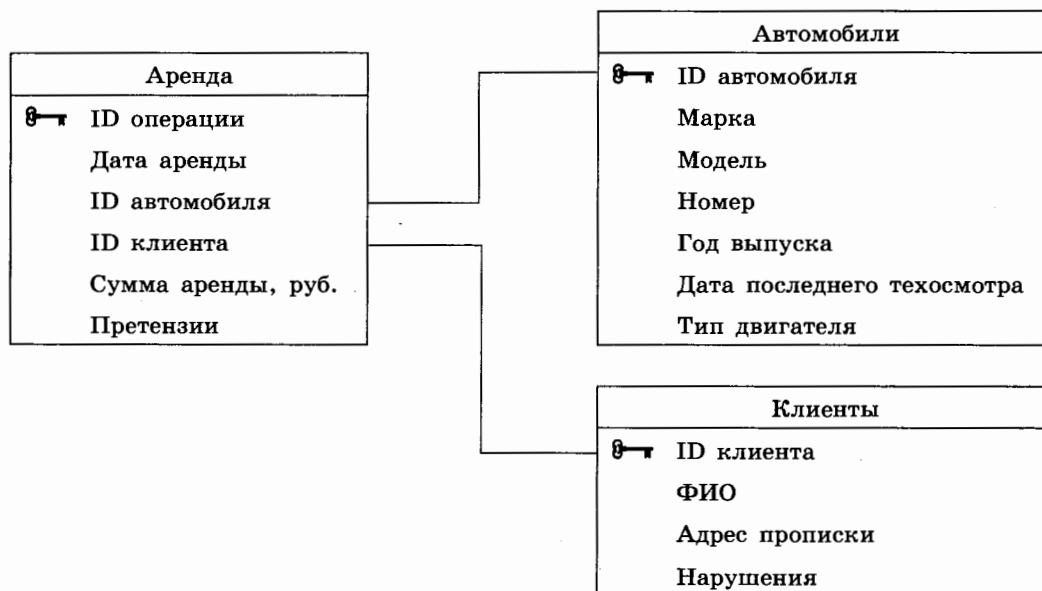 Аренда
ID операции
Дата аренды
ID автомобиля
ID клиента
Сумма аренды, руб.
Претензии
Автомобили
ID автомобиля
Марка
Модель
Номер
Год выпуска
Дата последнего техосмотра
Тип двигателя
Клиенты
ID клиента
ФИО
Адрес прописки
Нарушения